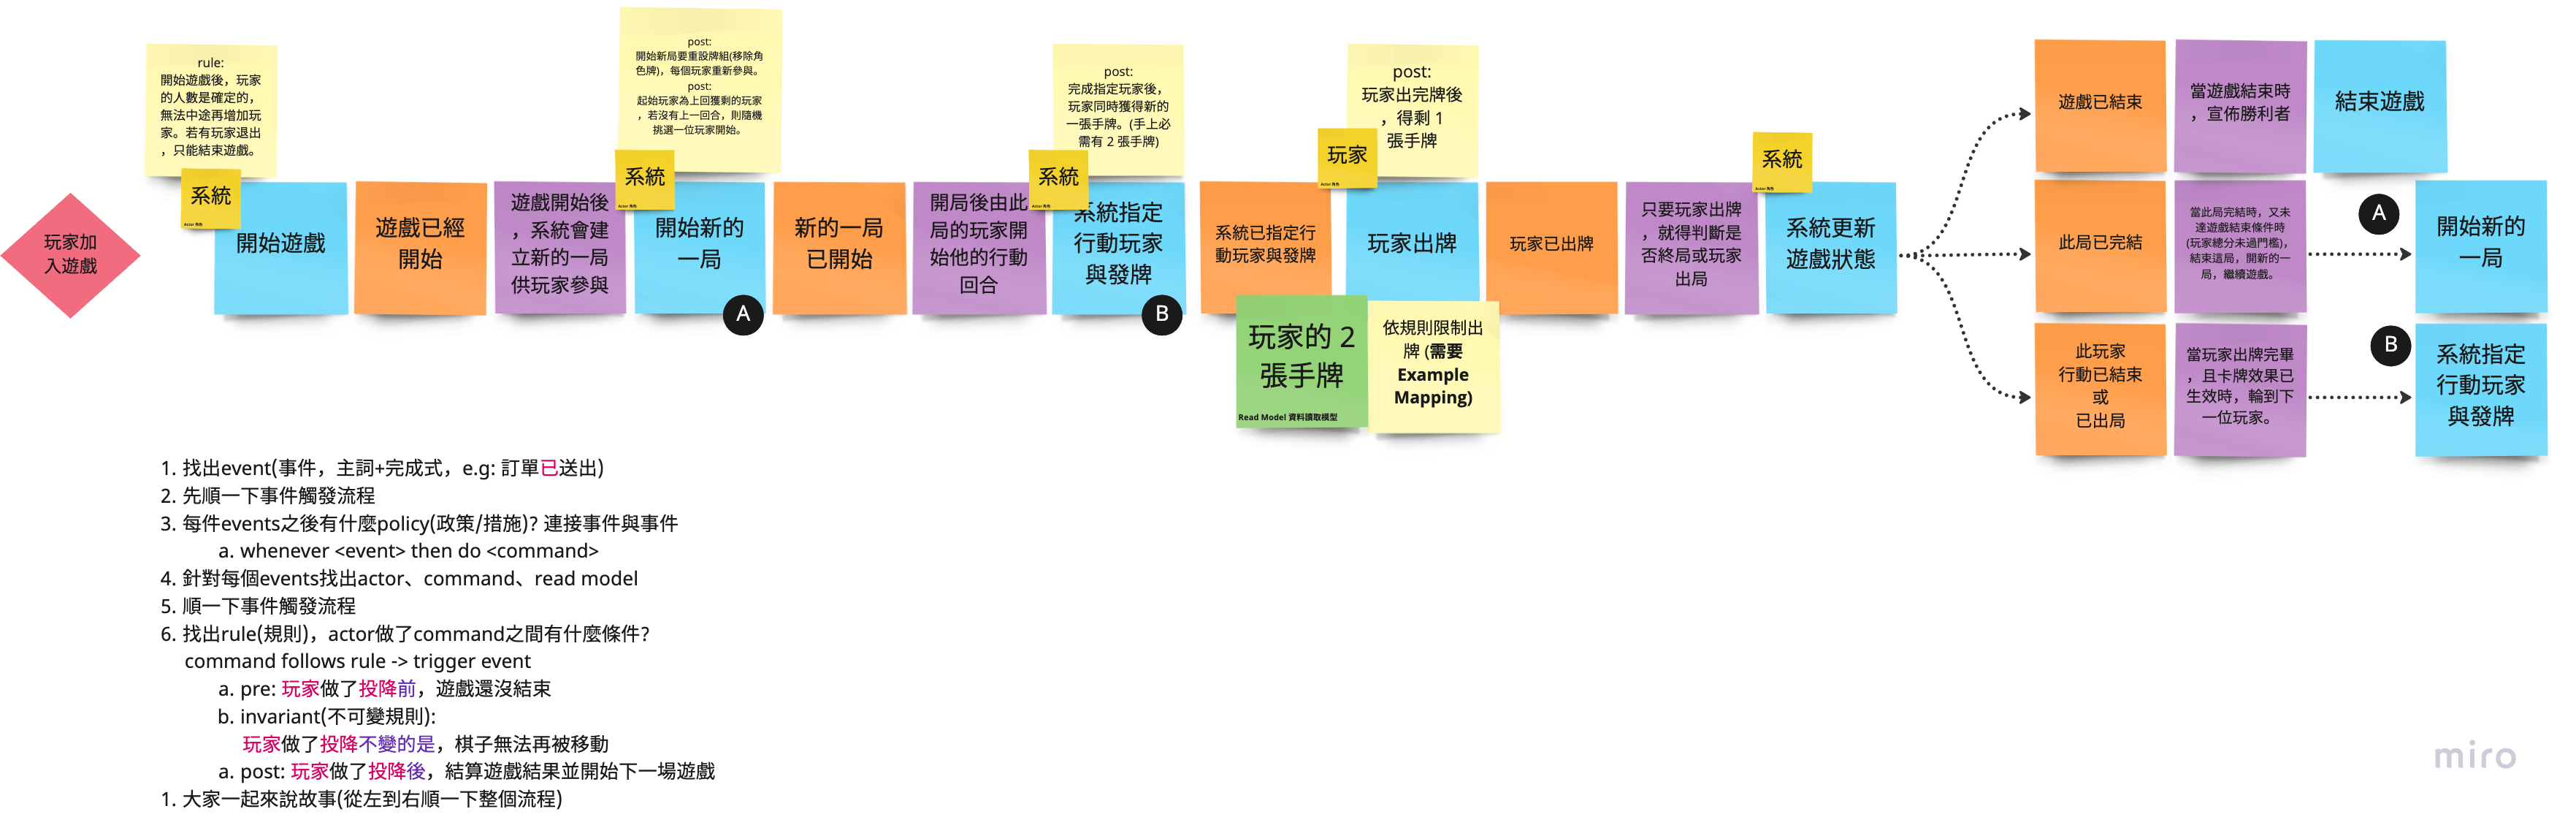 玩家加
入遊戲
rule:
開始遊戲後，玩家
的人數是確定的，
無法中途再增加玩
家。若有玩家退出
，只能結束遊戲。
系統
Actor 角色
開始遊戲
遊戲已經
開始
遊戲開始後
，系統會建
立新的一局
供玩家參與
post:
開始新局要重設牌組(移除角
色牌)，每個玩家重新參與。
post:
起始玩家為上回獲剩的玩家
，若沒有上一回合，則隨機
挑選一位玩家開始。
系統
Actor 角色
開始新的
一局
A
新的一局
已開始
開局後由此
局的玩家開
始他的行動
回合
post:
完成指定玩家後，
玩家同時獲得新的
一張手牌。(手上必
需有 2 張手牌)
系統
Actor 角色
系統指定
行動玩家
與發牌
B
系統已指定行
動玩家與發牌
post:
玩家出完牌後
，得剩 1
張手牌
玩家
Actor 角色
玩家出牌
玩家的 2
張手牌
Read Model 資料讀取模型
依規則限制出
牌 (需要
Example
Mapping)
玩家已出牌
只要玩家出牌
，就得判斷是
否終局或玩家
出局
系統
Actor 角色
系統更新
遊戲狀態
遊戲已結束
當遊戲結束時
，宣佈勝利者
結束遊戲
此局已完結
當此局完結時，又未
達遊戲結束條件時
(玩家總分未過門檻)，
結束這局，開新的一
局，繼續遊戲。
A
開始新的
一局
此玩家
行動已結束
或
已出局
當玩家出牌完畢
，且卡牌效果已
生效時，輪到下
一位玩家。
B
系統指定
行動玩家
與發牌
1. 找出event(事件，主詞+完成式，e.g: 訂單已送出)
2. 先順一下事件觸發流程
3. 每件events之後有什麼policy(政策/措施)? 連接事件與事件
a. whenever <event> then do <command>
4. 針對每個events找出actor、command、read model
5. 順一下事件觸發流程
6. 找出rule(規則)，actor做了command之間有什麼條件?
command follows rule -> trigger event
a. pre: 玩家做了投降前，遊戲還沒結束
b. invariant(不可變規則):
玩家做了投降不變的是，棋子無法再被移動
a. post: 玩家做了投降後，結算遊戲結果並開始下一場遊戲
1. 大家一起來說故事(從左到右順一下整個流程)
miro